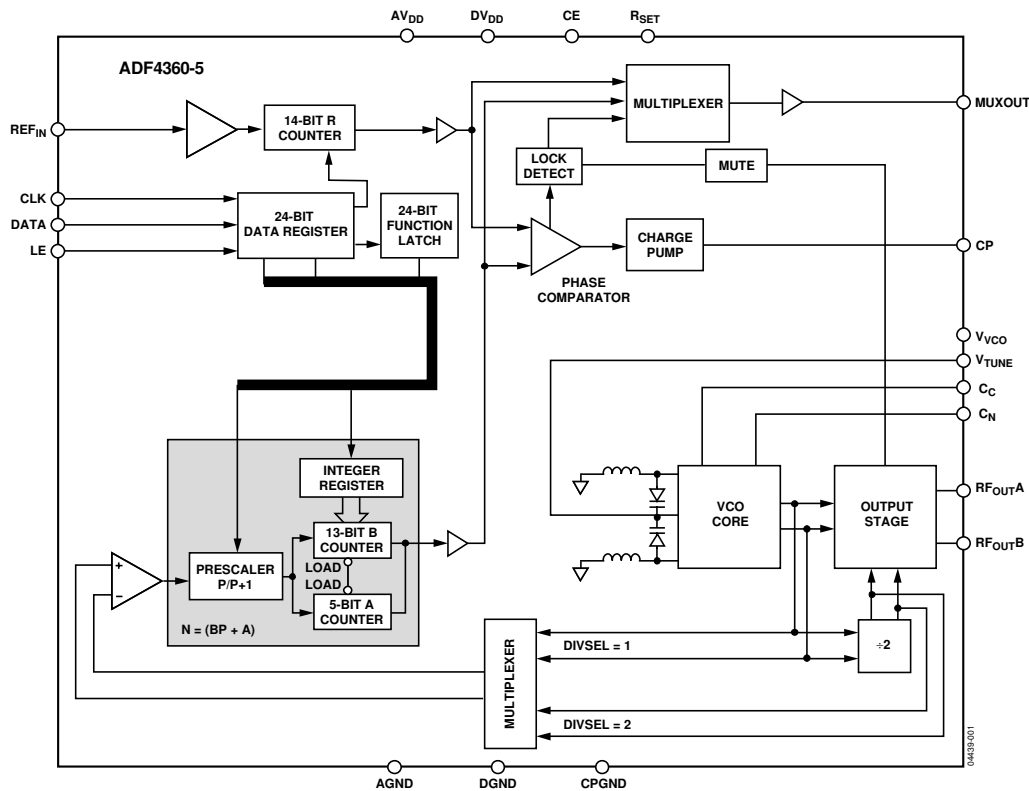 AVDD
DVDD
CE
RSET
ADF4360-5
MULTIPLEXER
MUXOUT
REFIN
14-BIT R
COUNTER
LOCK
DETECT
MUTE
CLK
DATA
LE
24-BIT
DATA REGISTER
24-BIT
FUNCTION
LATCH
CHARGE
PUMP
CP
PHASE
COMPARATOR
VVCO
VTUNE
CC
CN
INTEGER
REGISTER
13-BIT B
COUNTER
LOAD
LOAD
5-BIT A
COUNTER
PRESCALER
P/P+1
+
−
N = (BP + A)
VCO
CORE
OUTPUT
STAGE
RFOUTA
RFOUTB
MULTIPLEXER
DIVSEL = 1
DIVSEL = 2
÷2
04439-001
AGND
DGND
CPGND